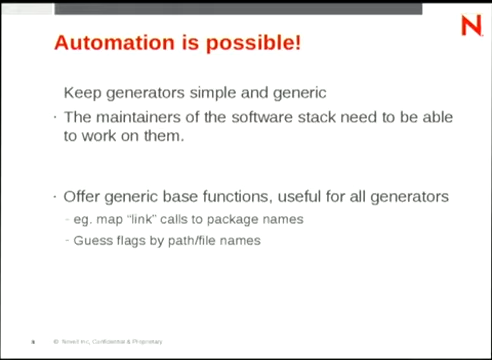 N
Automation is possible!
Keep generators simple and generic
· The maintainers of the software stack need to be able
to work on them.
· Offer generic base functions, useful for all generators
- eg. map “link” calls to package names
- Guess flags by path/file names
© Novell Inc, Confidential & Proprietary